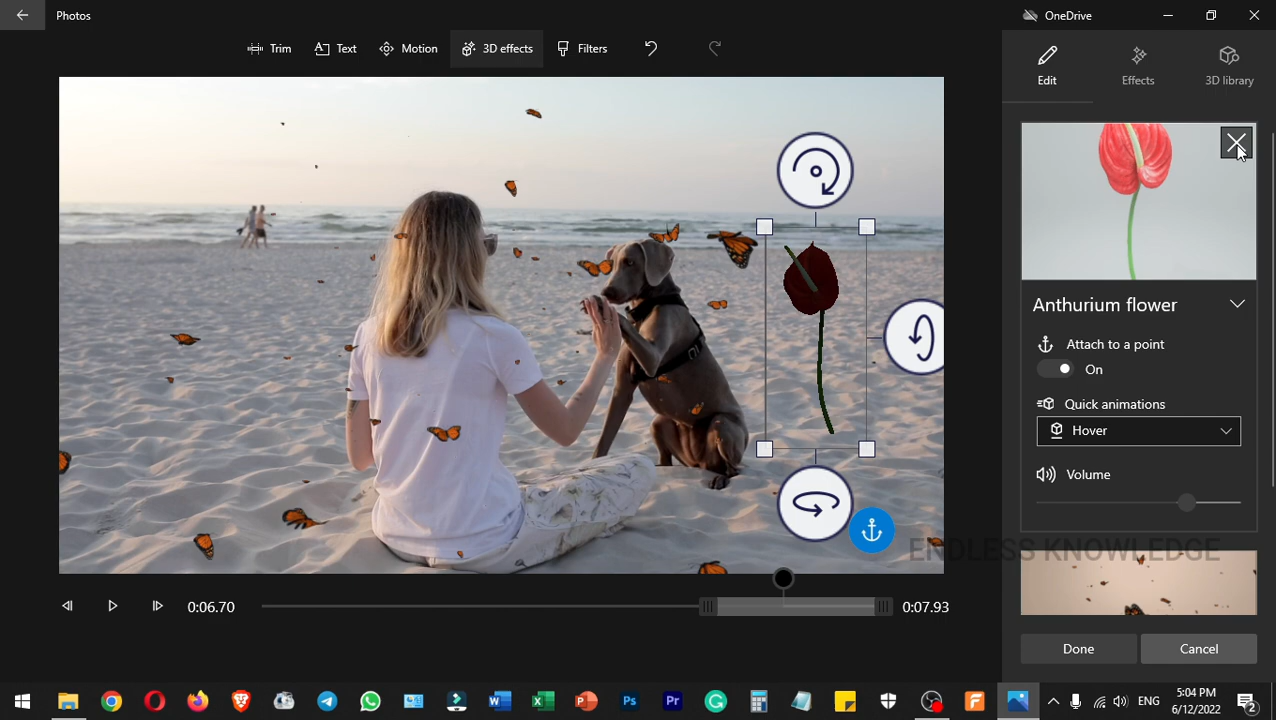 Photos
OneDrive
Trim
Text
Motion
3D effects
Filters
Edit
Effects
3D library
Anthurium flower
Attach to a point
On
Quick animations
Hover
Volume
ENDLESS KNOWLEDGE
0:06.70
0:07.93
Done
Cancel
ENG
5:04 PM
6/12/2022
2